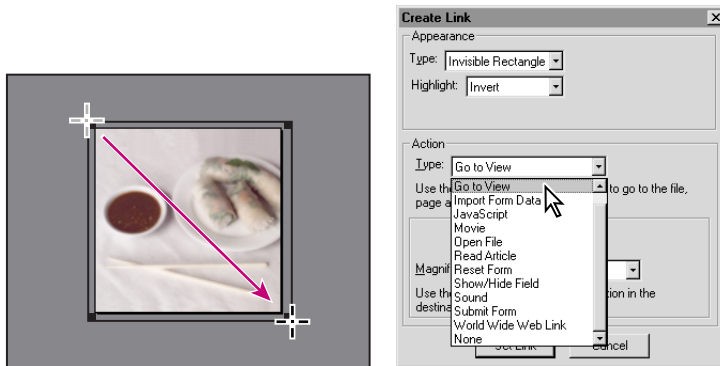 Create Link
Appearance
Type: Invisible Rectangle
Highlight: Invert
Action
Type: Go to View
Go to View
Use the to go to the file,
page a
Import Form Data
JavaScript
Movie
Open File
Read Article
Magnif Reset Form
Show/Hide Field
Use the Sound tion in the
destina Submit Form
World Wide Web Link
None
Set Link Cancel